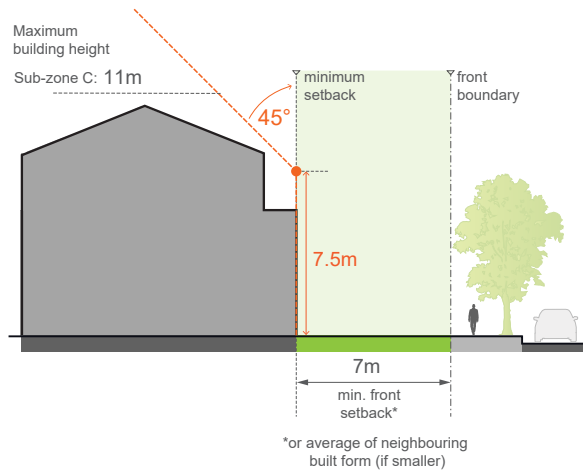 Maximum
building height
Sub-zone C: 11m
45°
minimum
setback
front
boundary
7.5m
7m
min. front
setback*
*or average of neighbouring
built form (if smaller)